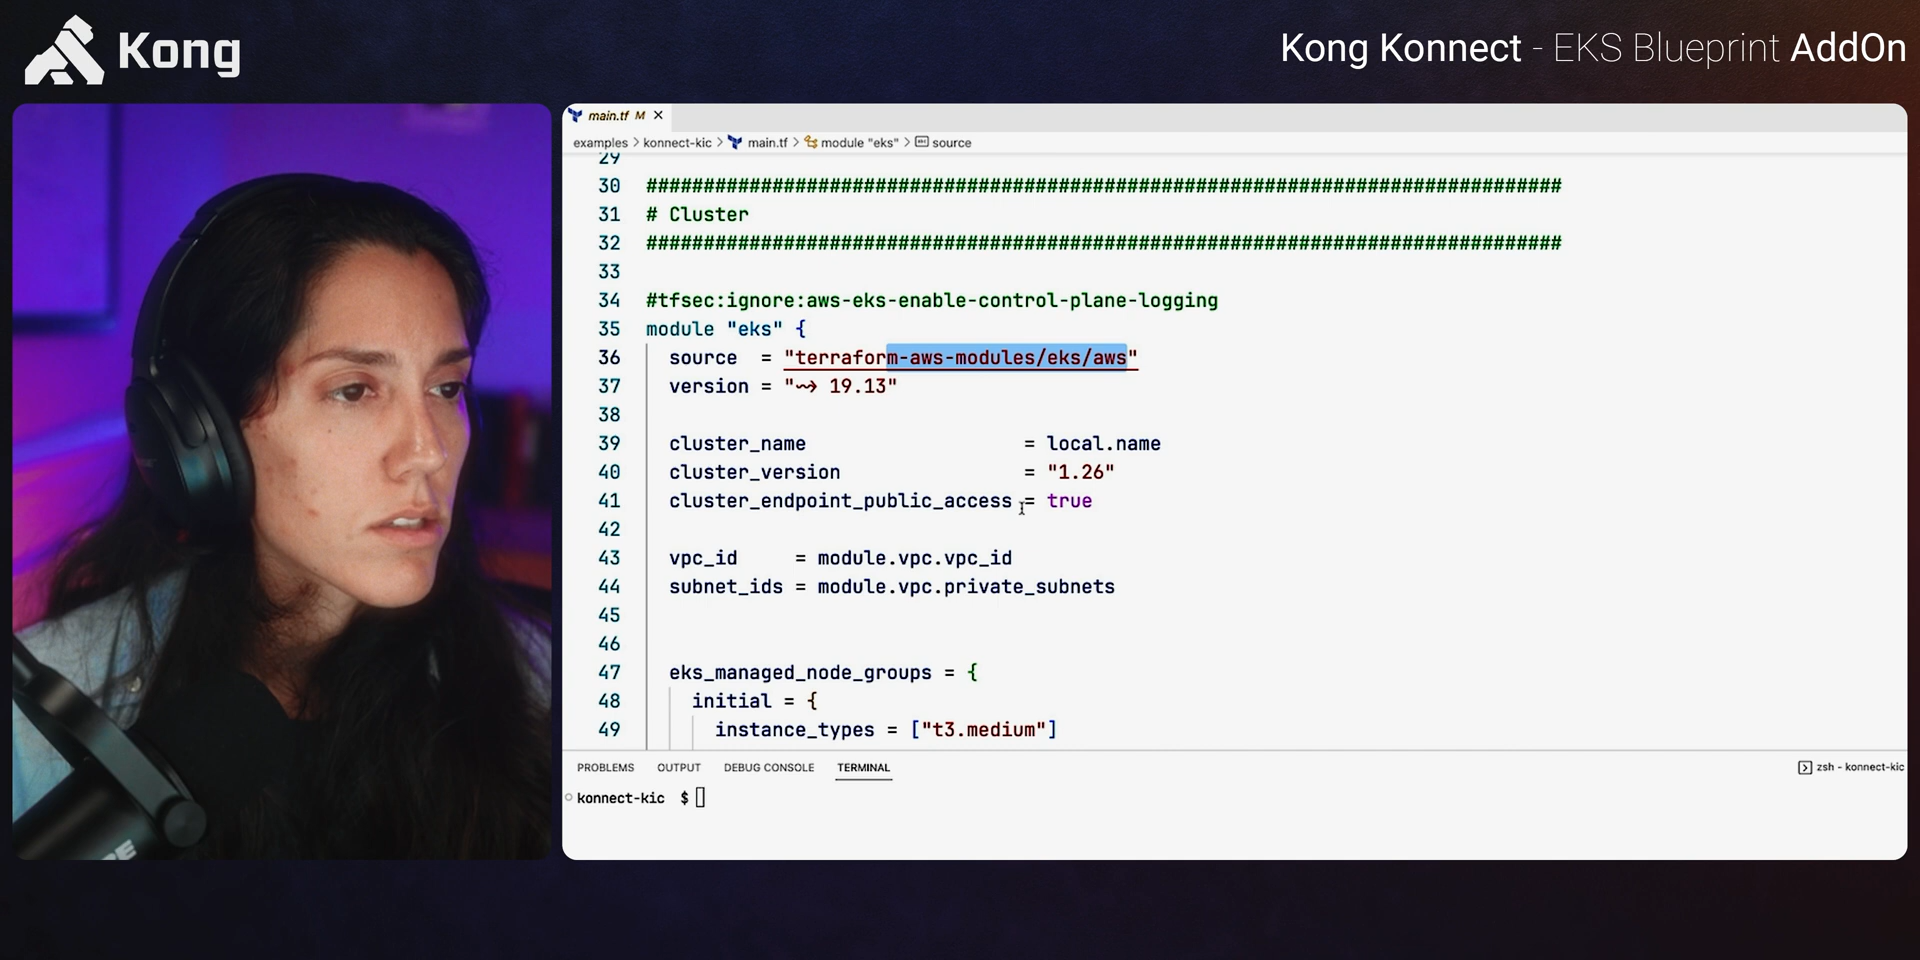 Kong
Kong Konnect - EKS Blueprint AddOn
main.tf M ×
examples > konnect-kic > main.tf > module "eks" > source
29
30 ################################################################################
31 # Cluster
32 ################################################################################
33
34 #tfsec:ignore:aws-eks-enable-control-plane-logging
35 module "eks" {
36 source = "terraform-aws-modules/eks/aws"
37 version = "~> 19.13"
38
39 cluster_name = local.name
40 cluster_version = "1.26"
41 cluster_endpoint_public_access = true
42
43 vpc_id = module.vpc.vpc_id
44 subnet_ids = module.vpc.private_subnets
45
46
47 eks_managed_node_groups = {
48 initial = {
49 instance_types = ["t3.medium"]
PROBLEMS OUTPUT DEBUG CONSOLE TERMINAL
zsh - konnect-kic
konnect-kic $